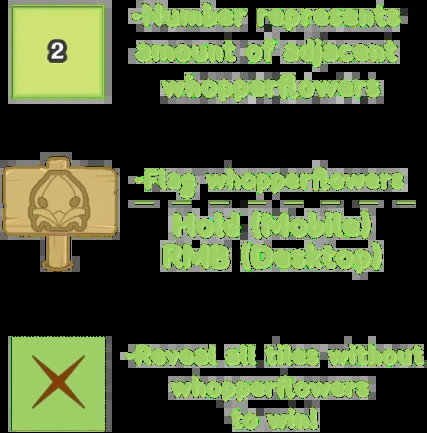 2
-Number represents
amount of adjacent
whopperflowers
-Flag whopperflowers
Hold (Mobile)
RMB (Desktop)
-Reveal all tiles without
whopperflowers
to win!